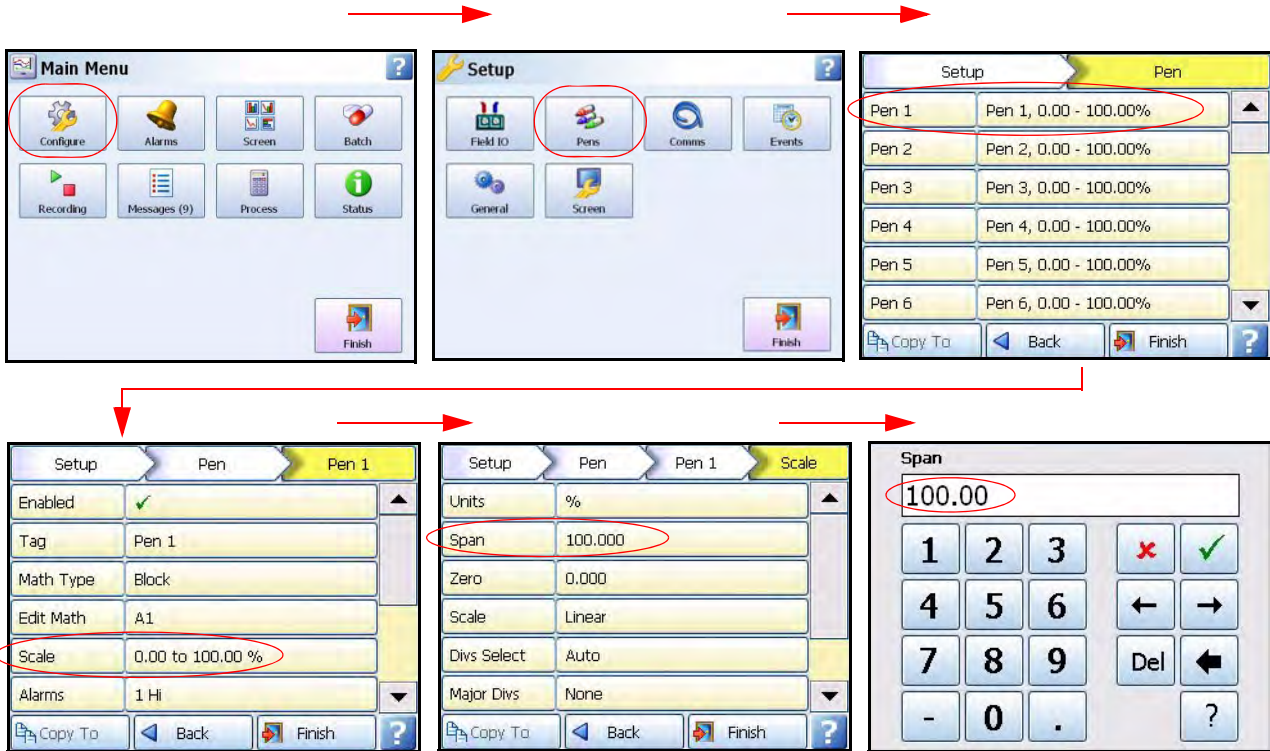 Main Menu
?
Configure
Alarms
Screen
Batch
Recording
Messages (9)
Process
Status
Finish
Setup
?
Field IO
Pens
Comms
Events
General
Screen
Finish
Setup Pen
Pen 1 Pen 1, 0.00 - 100.00%
Pen 2 Pen 2, 0.00 - 100.00%
Pen 3 Pen 3, 0.00 - 100.00%
Pen 4 Pen 4, 0.00 - 100.00%
Pen 5 Pen 5, 0.00 - 100.00%
Pen 6 Pen 6, 0.00 - 100.00%
Copy To Back Finish ?
Setup Pen Pen 1
Enabled ✓
Tag Pen 1
Math Type Block
Edit Math A1
Scale 0.00 to 100.00 %
Alarms 1 Hi
Copy To Back Finish ?
Setup Pen Pen 1 Scale
Units %
Span 100.000
Zero 0.000
Scale Linear
Divs Select Auto
Major Divs None
Copy To Back Finish ?
Span
100.00
1 2 3 ✗ ✓
4 5 6 ← →
7 8 9 Del ←
- 0 . ?